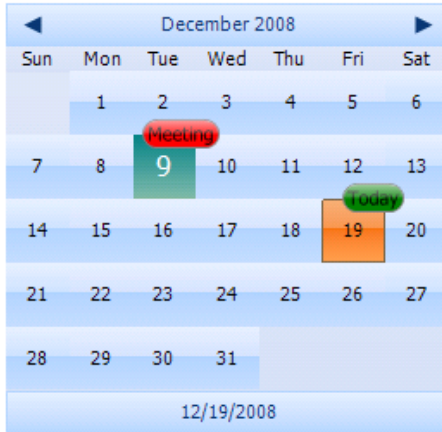 December 2008
Sun Mon Tue Wed Thu Fri Sat
1 2 3 4 5 6
Meeting
7 8 9 10 11 12 13
Today
14 15 16 17 18 19 20
21 22 23 24 25 26 27
28 29 30 31
12/19/2008